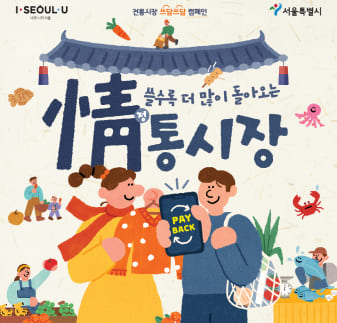 I·SEOUL·U
너와 나의 서울
전통시장 쓰담쓰담 캠페인
서울특별시
쓸수록 더 많이 돌아오는
情
정
통시장
PAY
BACK